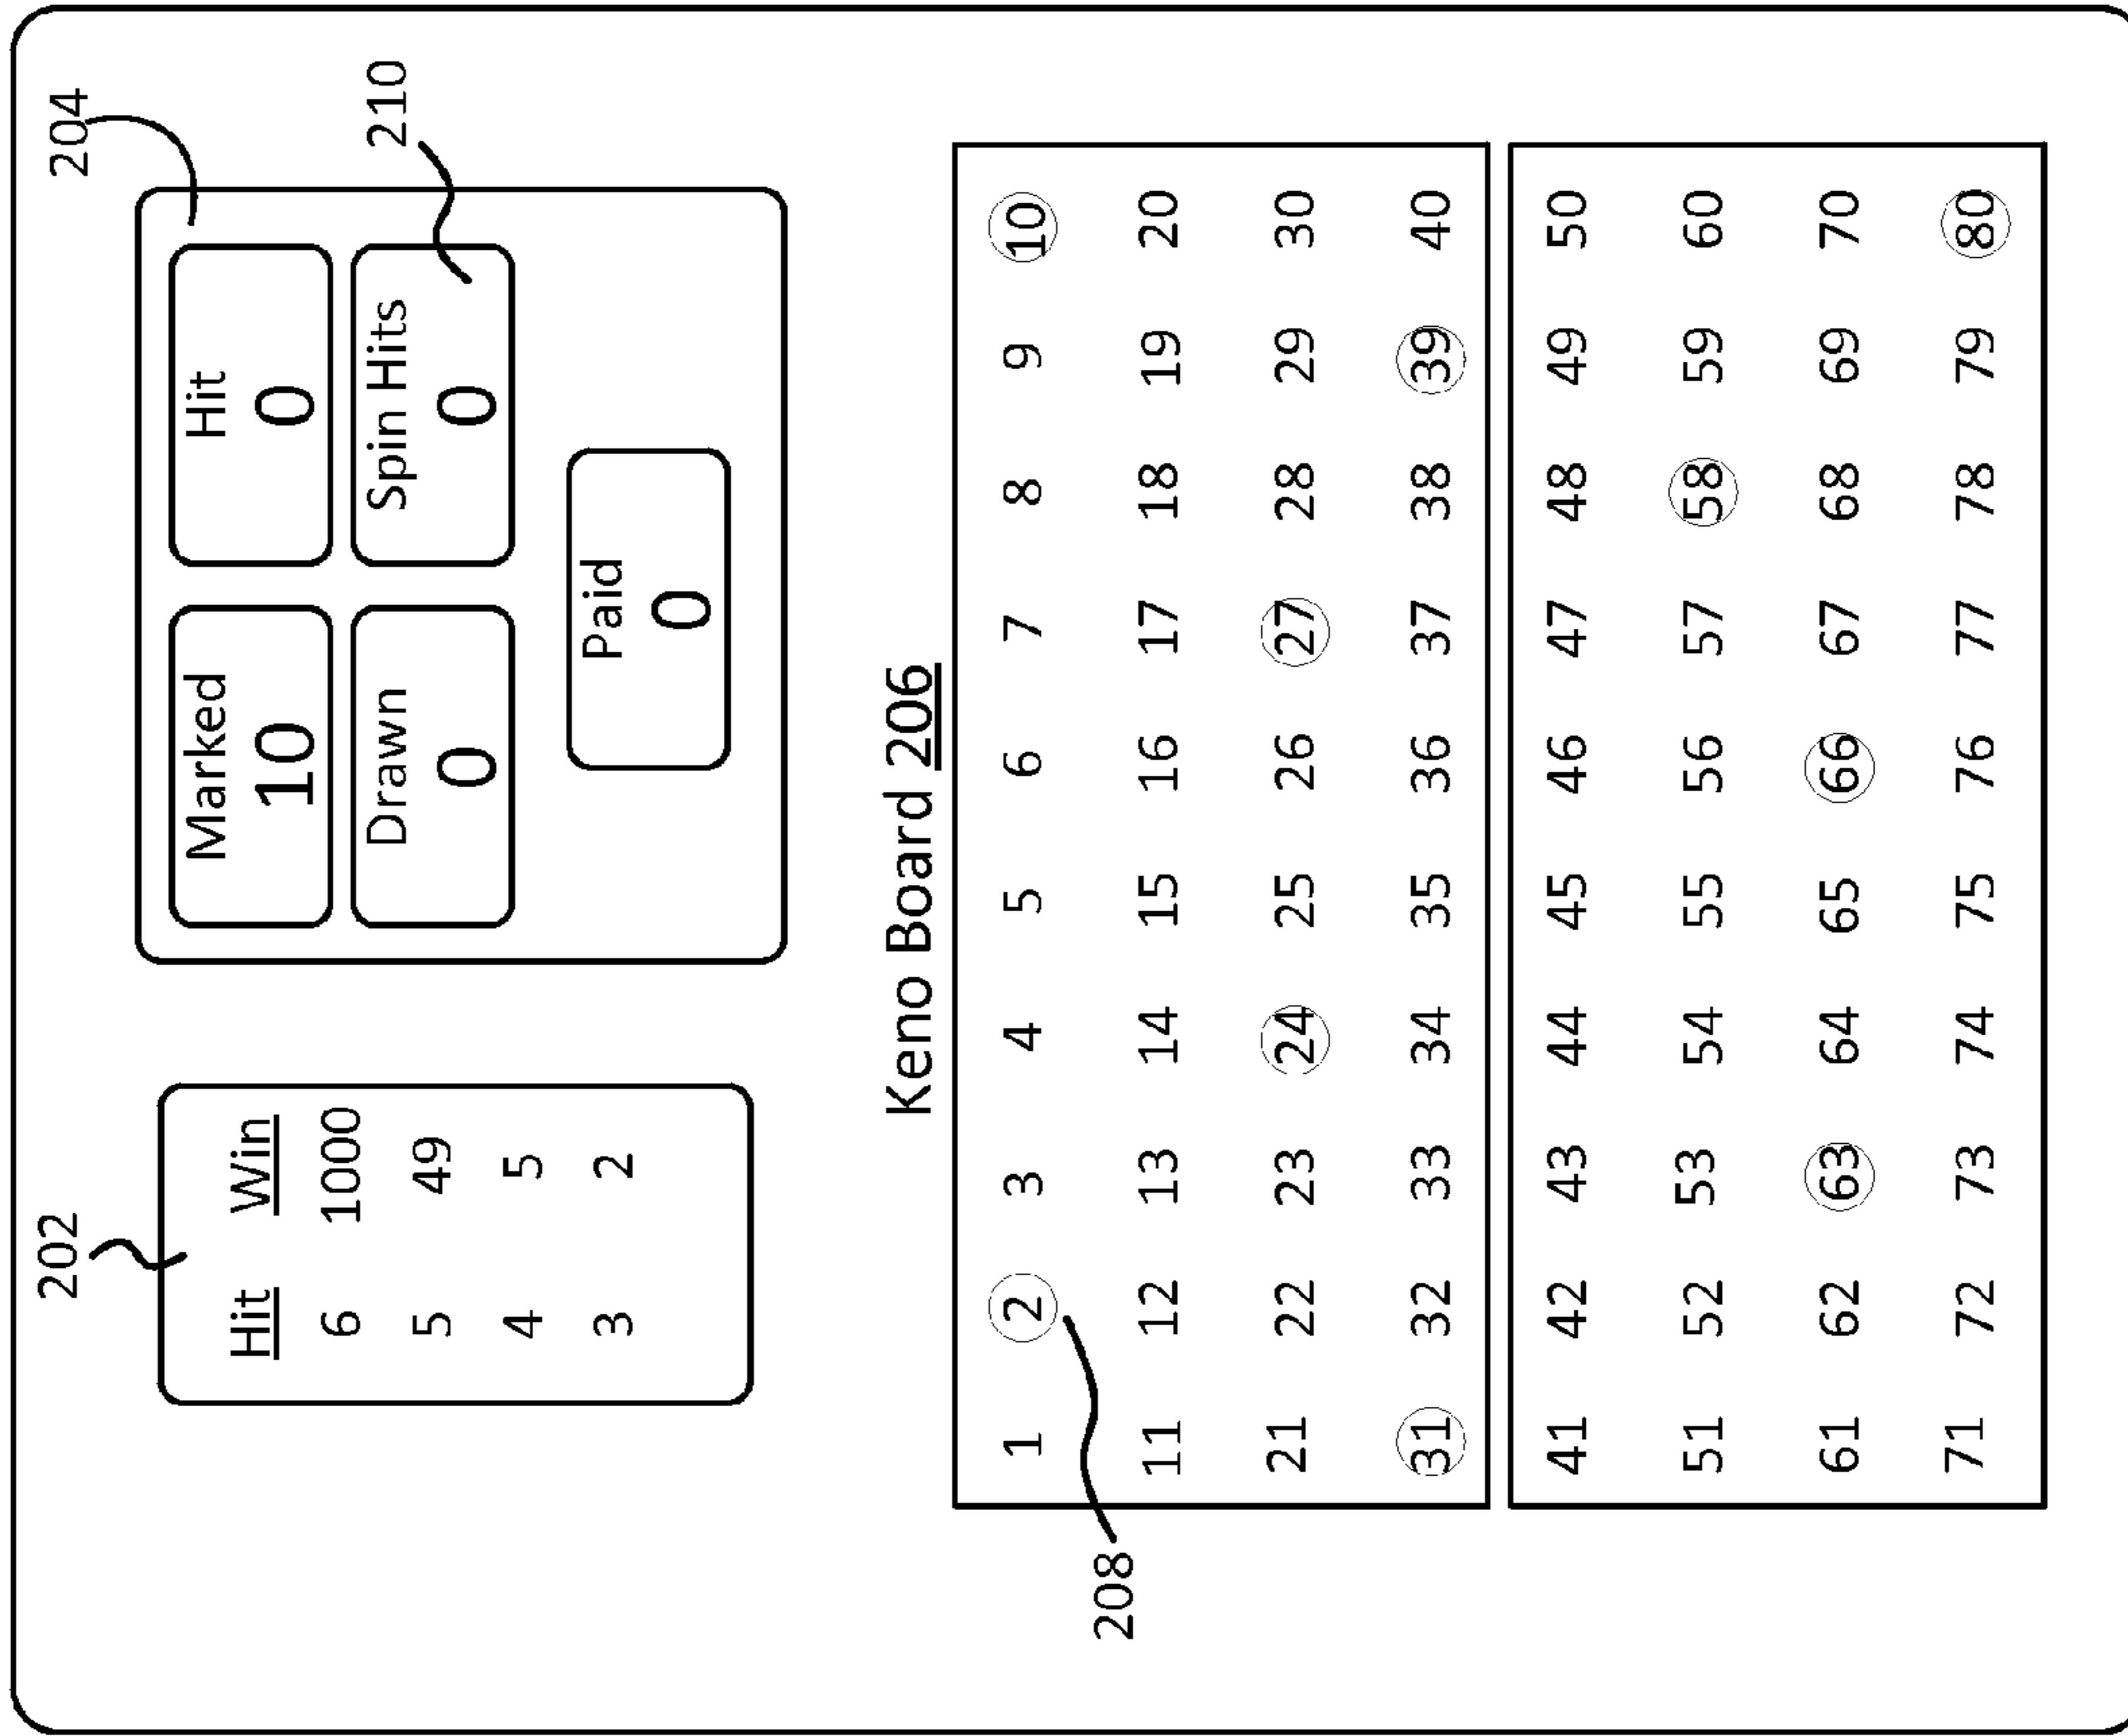 202
204
Hit Win
6 1000
5 49
4 5
3 2
Marked Hit
10 0
210
Drawn Spin Hits
0 0
Paid
0
Keno Board 206
1 2 3 4 5 6 7 8 9 10
208
11 12 13 14 15 16 17 18 19 20
21 22 23 24 25 26 27 28 29 30
31 32 33 34 35 36 37 38 39 40
41 42 43 44 45 46 47 48 49 50
51 52 53 54 55 56 57 58 59 60
61 62 63 64 65 66 67 68 69 70
71 72 73 74 75 76 77 78 79 80